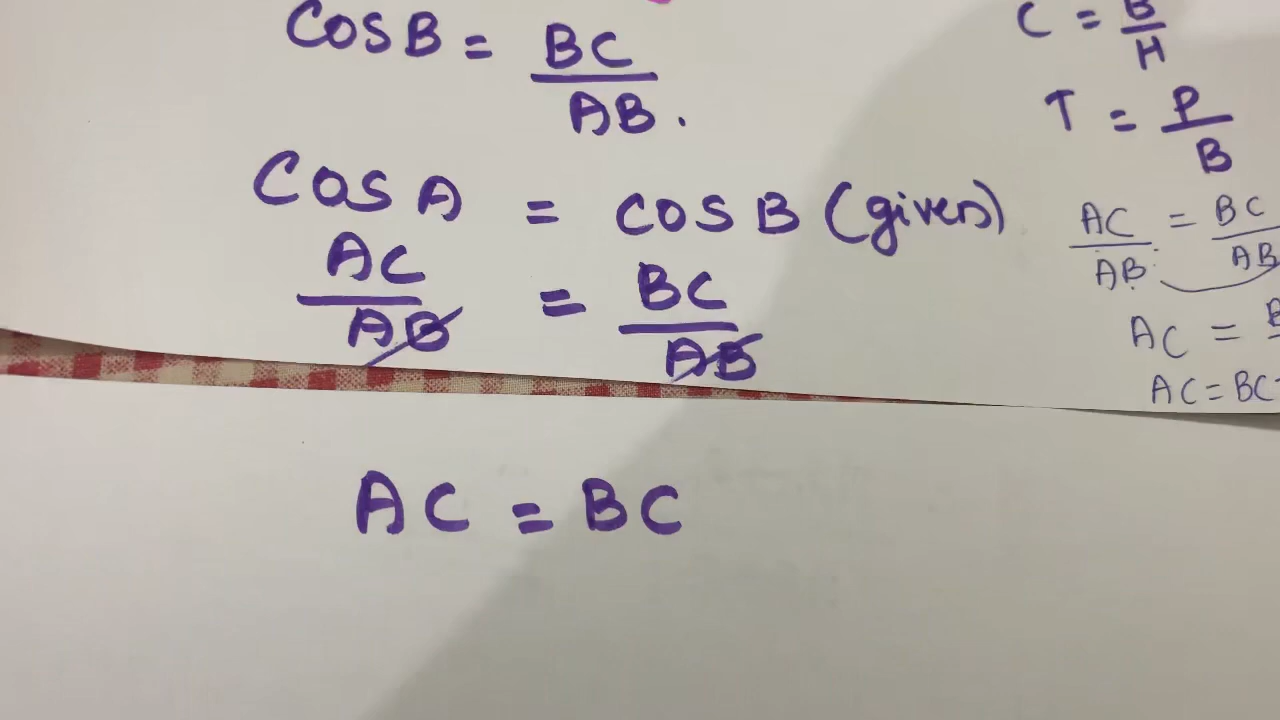 COS B = BC/AB.
COS A = COS B (given)
AC/AB = BC/AB
AC = BC
C = B/H
T = P/B
AC/AB = BC/AB
AC =
AC = BC